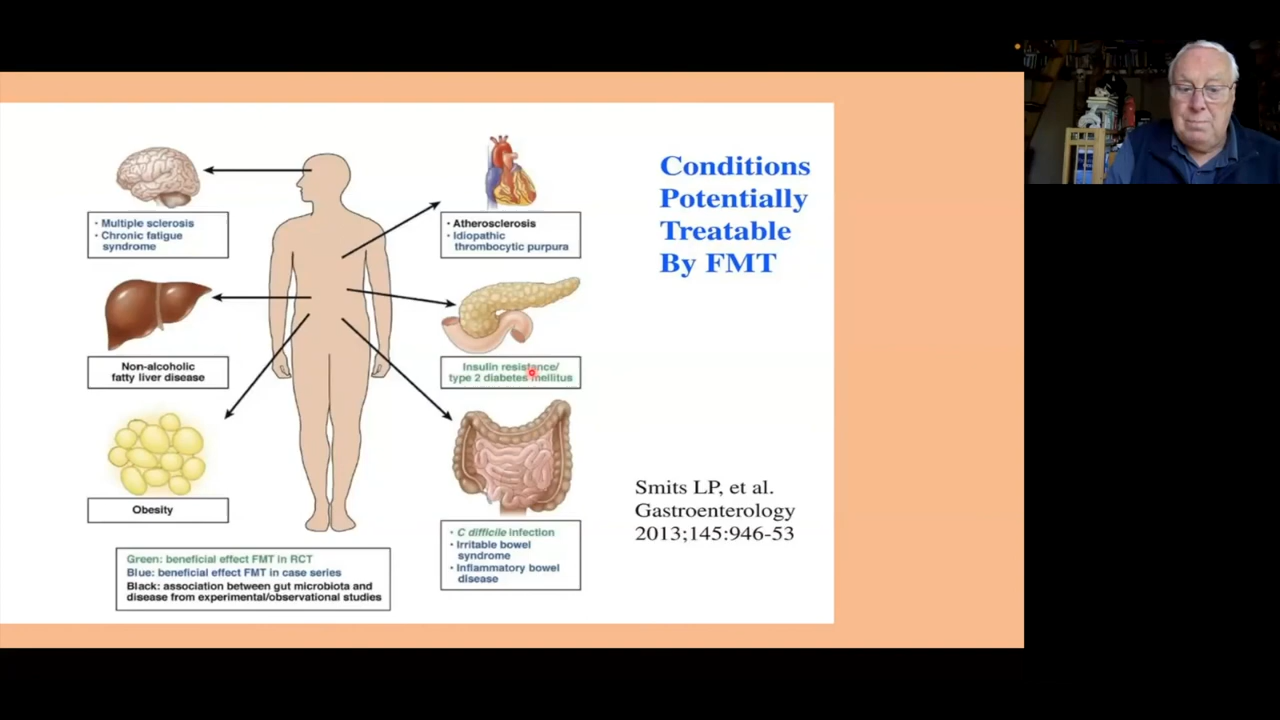 Conditions
Potentially
Treatable
By FMT
• Multiple sclerosis
• Chronic fatigue
syndrome
• Atherosclerosis
• Idiopathic
thrombocytic purpura
Non-alcoholic
fatty liver disease
Insulin resistance/
type 2 diabetes mellitus
Obesity
• C difficile infection
• Irritable bowel
syndrome
• Inflammatory bowel
disease
Green: beneficial effect FMT in RCT
Blue: beneficial effect FMT in case series
Black: association between gut microbiota and
disease from experimental/observational studies
Smits LP, et al.
Gastroenterology
2013;145:946-53